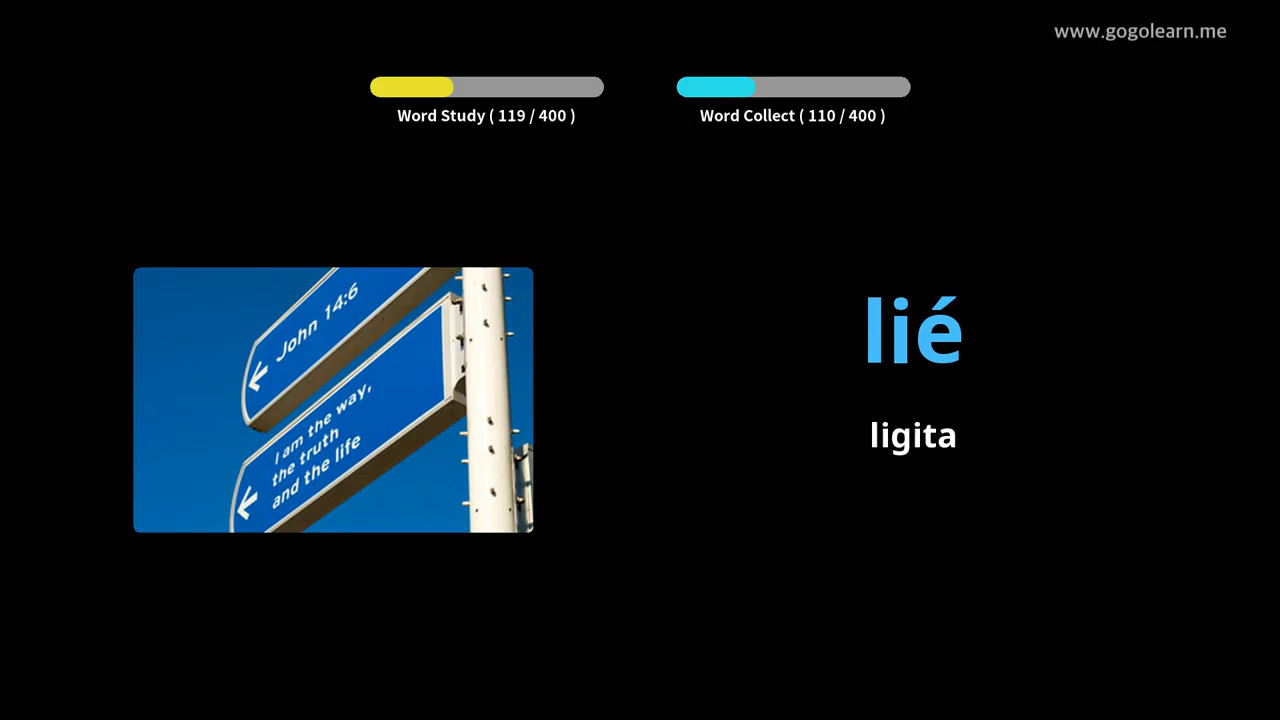 www.gogolearn.me
Word Study ( 119 / 400 )
Word Collect ( 110 / 400 )
John 14:6
I am the way,
the truth
and the life
lié
ligita